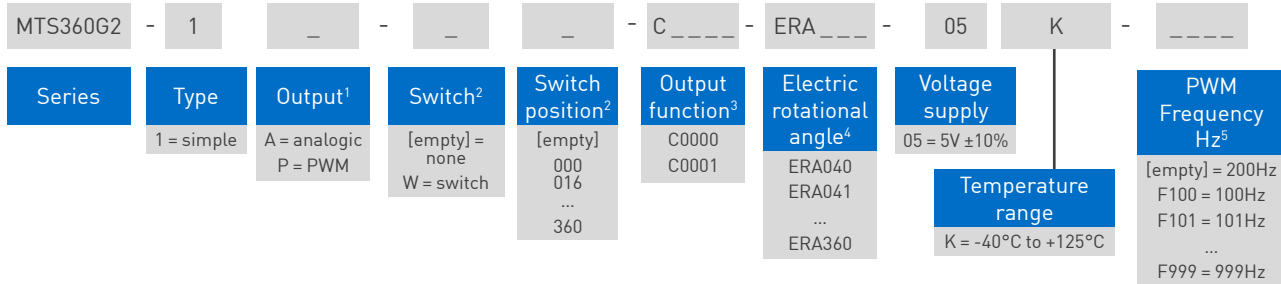 MTS360G2 - 1 _ - _ _ - C _ _ _ _ - ERA _ _ _ - 05 K - _ _ _ _
Series
Type
1 = simple
Output¹
A = analogic
P = PWM
Switch²
[empty] =
none
W = switch
Switch
position²
[empty]
000
016
...
360
Output
function³
C0000
C0001
Electric
rotational
angle⁴
ERA040
ERA041
...
ERA360
Voltage
supply
05 = 5V ±10%
Temperature
range
K = -40°C to +125°C
PWM
Frequency
Hz⁵
[empty] = 200Hz
F100 = 100Hz
F101 = 101Hz
...
F999 = 999Hz